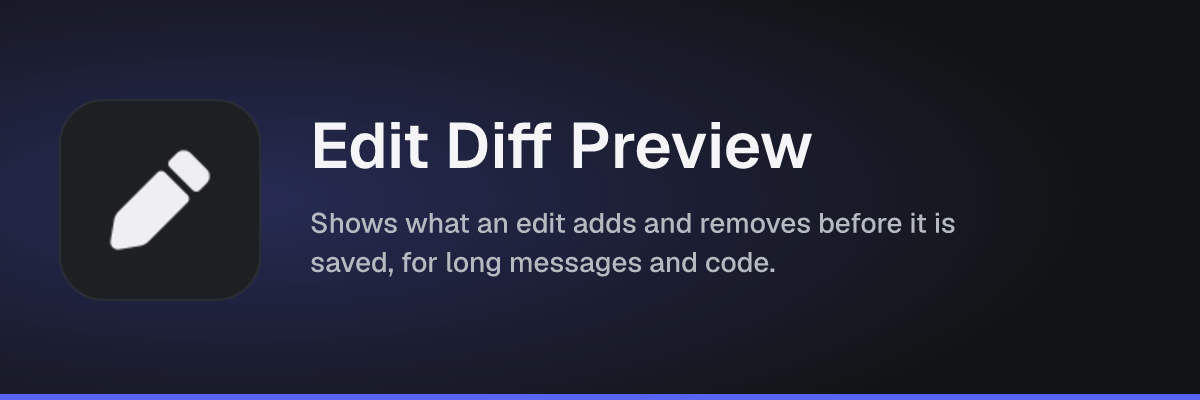 Edit Diff Preview
Shows what an edit adds and removes before it is
saved, for long messages and code.